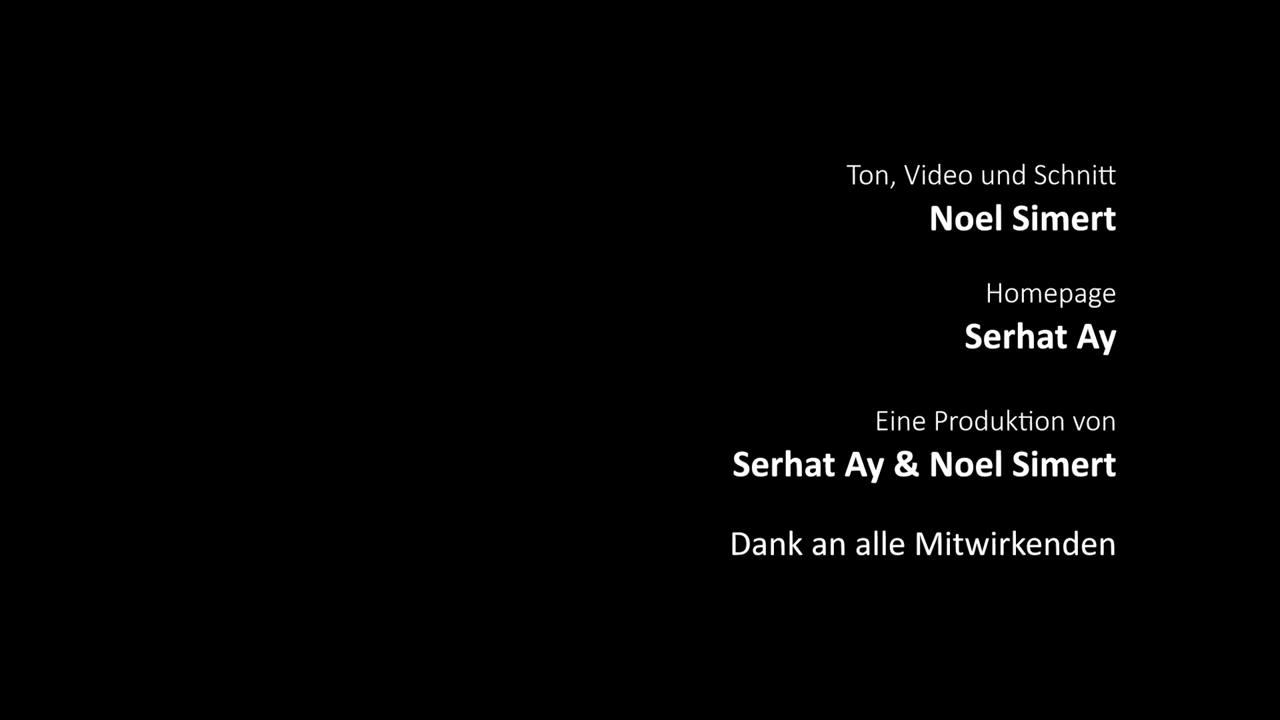 Ton, Video und Schnitt
Noel Simert
Homepage
Serhat Ay
Eine Produktion von
Serhat Ay & Noel Simert
Dank an alle Mitwirkenden